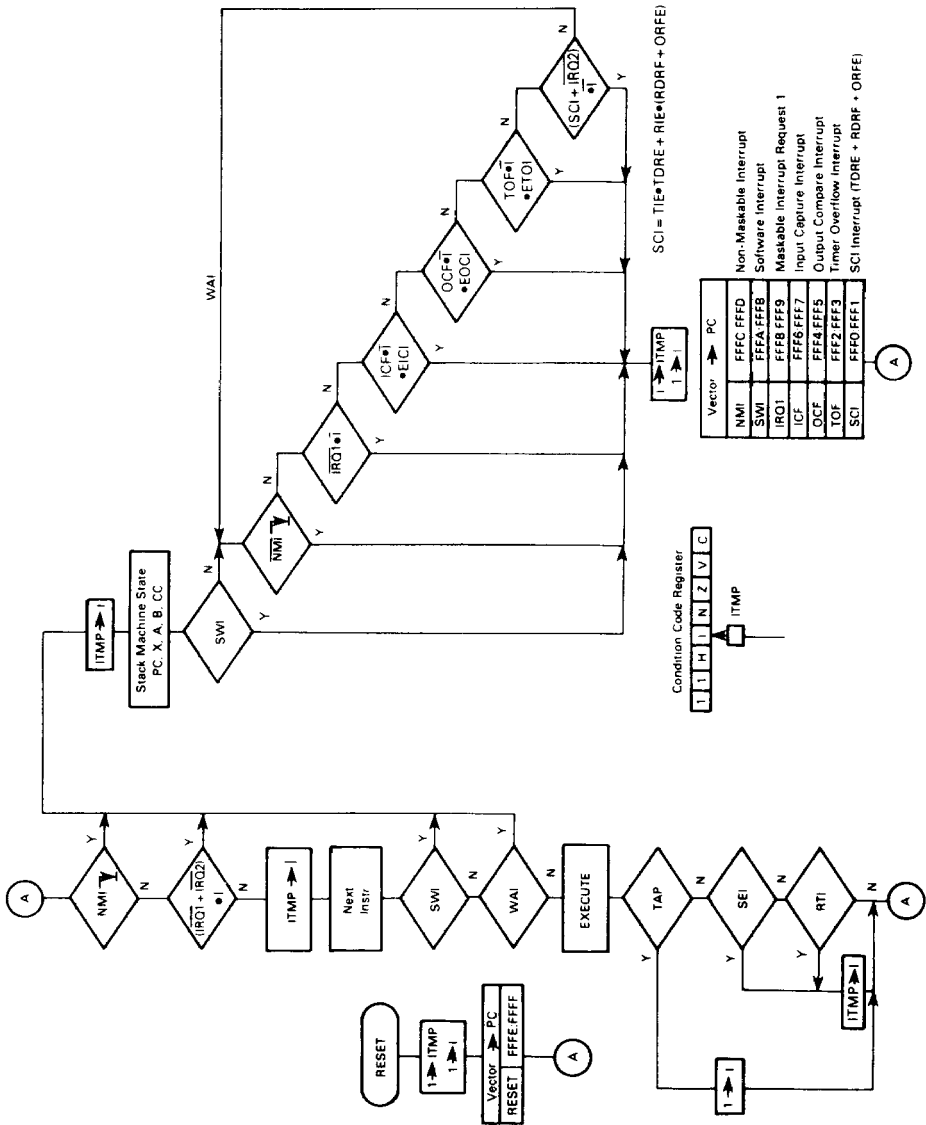 RESET
1 → ITMP
1 → I
Vector → PC
RESET FFFE:FFFF
A
A
NMI
Y
N
(IRQ1 + IRQ2)
•I
Y
N
ITMP → I
Next
Instr
SWI
Y
N
WAI
Y
N
EXECUTE
TAP
Y
N
SEI
Y
N
RTI
Y
N
1 → I
ITMP → I
A
ITMP → I
Stack Machine State
PC, X, A, B, CC
SWI
N
Y
WAI
NMI
N
Y
IRQ1•I
N
Y
ICF•I
•EICI
N
Y
OCF•I
•EOCI
N
Y
TOF•I
•ETOI
N
Y
(SCI + IRQ2)
•I
N
Y
I → ITMP
1 → I
SCI = TIE•TDRE + RIE•(RDRF + ORFE)
Condition Code Register
1 1 H I N Z V C
ITMP
Vector → PC
NMI FFFC:FFFD Non-Maskable Interrupt
SWI FFFA:FFFB Software Interrupt
IRQ1 FFF8:FFF9 Maskable Interrupt Request 1
ICF FFF6:FFF7 Input Capture Interrupt
OCF FFF4:FFF5 Output Compare Interrupt
TOF FFF2:FFF3 Timer Overflow Interrupt
SCI FFF0:FFF1 SCI Interrupt (TDRE + RDRF + ORFE)
A